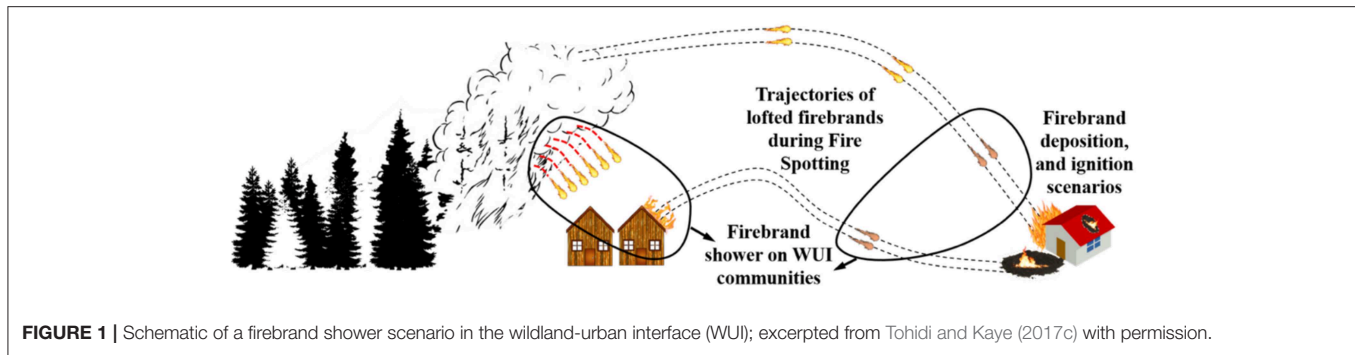 Trajectories of
lofted firebrands
during Fire
Spotting
Firebrand
deposition,
and ignition
scenarios
Firebrand
shower on WUI
communities
FIGURE 1 | Schematic of a firebrand shower scenario in the wildland-urban interface (WUI); excerpted from Tohidi and Kaye (2017c) with permission.